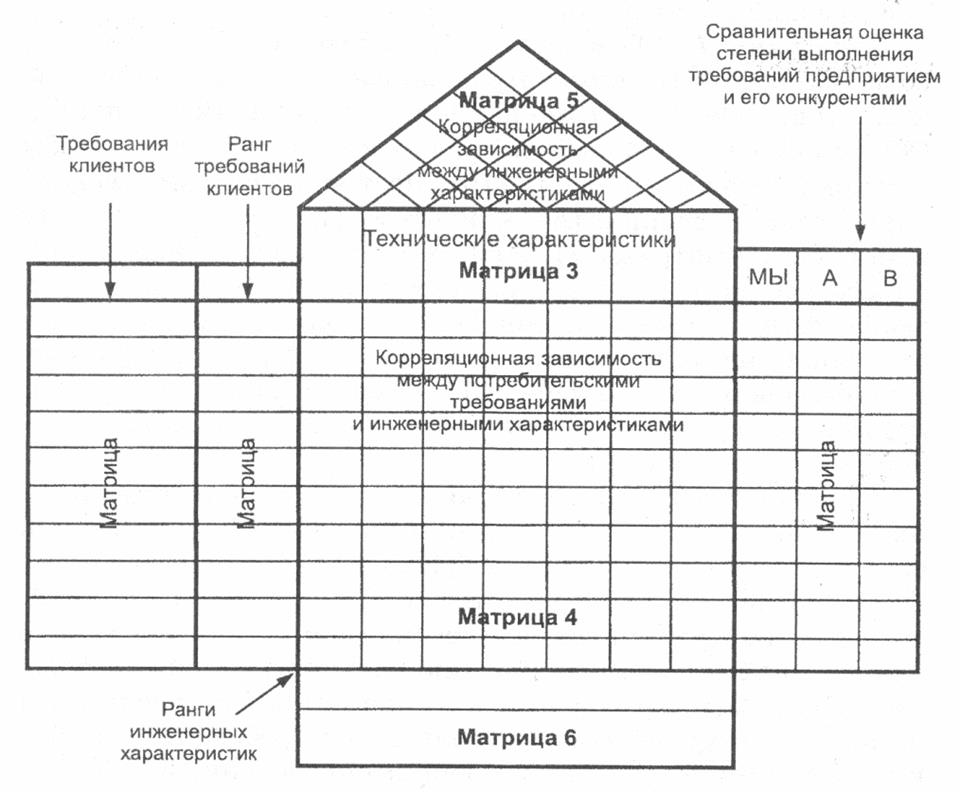 Сравнительная оценка
степени выполнения
требований предприятием
и его конкурентами
Требования
клиентов
Ранг
требований
клиентов
Матрица 5
Корреляционная
зависимость
между инженерными
характеристиками
Технические характеристики
Матрица 3
МЫ
А
В
Корреляционная зависимость
между потребительскими
требованиями
и инженерными характеристиками
Матрица
Матрица
Матрица
Матрица 4
Ранги
инженерных
характеристик
Матрица 6